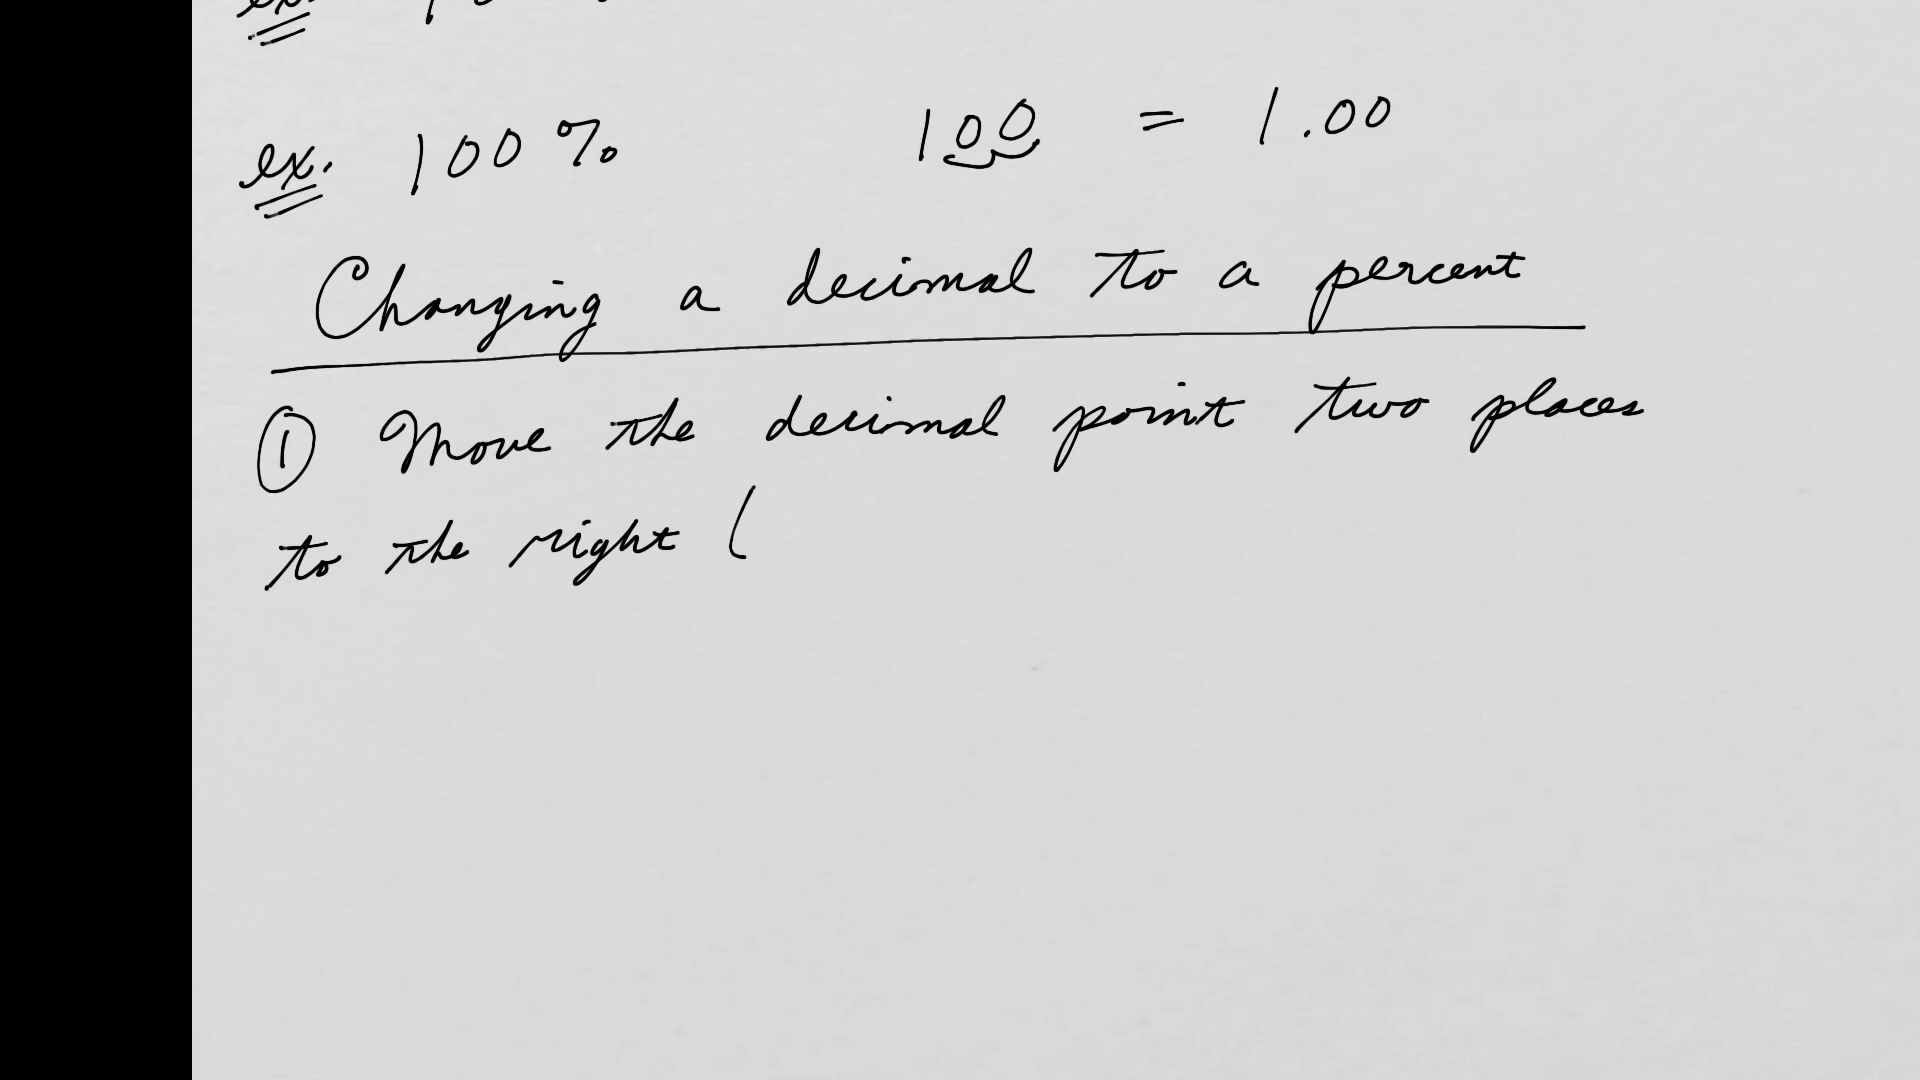 ex.
ex. 100% 100 = 1.00
Changing a decimal to a percent
① Move the decimal point two places
to the right (